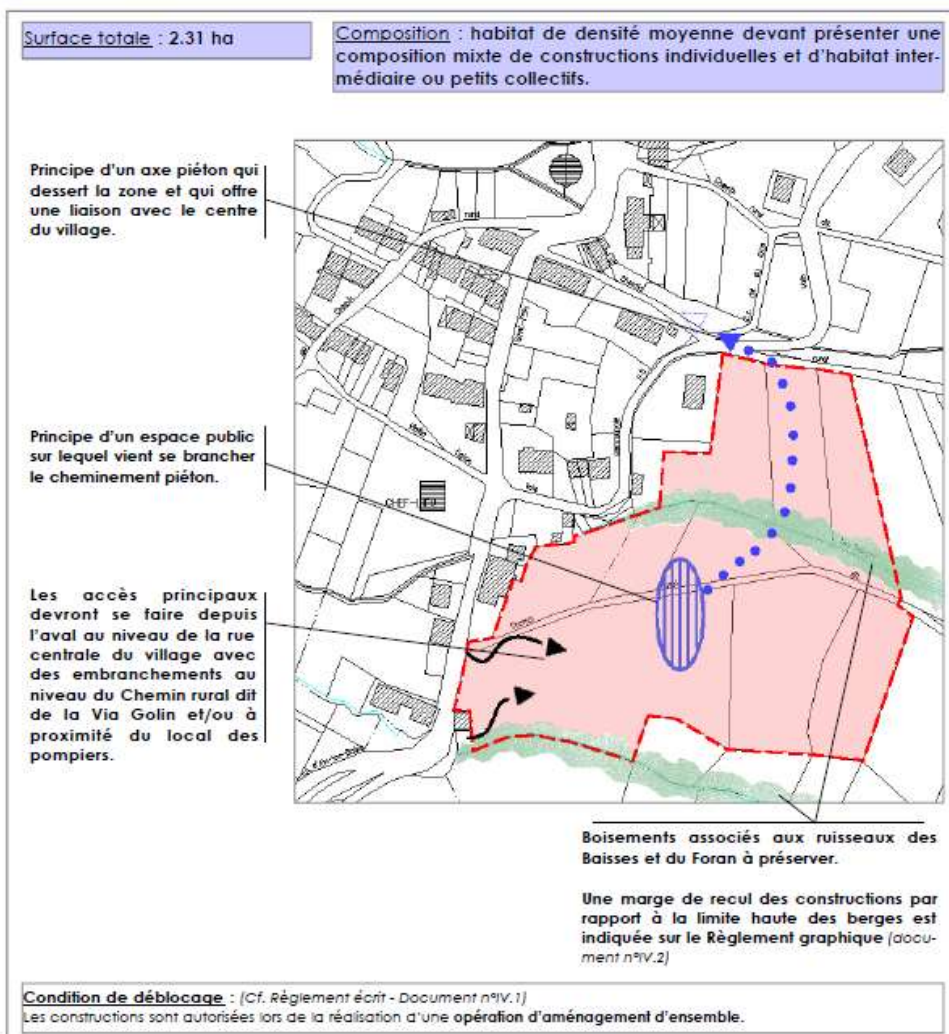 Surface totale : 2.31 ha
Composition : habitat de densité moyenne devant présenter une
composition mixte de constructions individuelles et d'habitat inter-
médiaire ou petits collectifs.
Principe d'un axe piéton qui
dessert la zone et qui offre
une liaison avec le centre
du village.
Principe d'un espace public
sur lequel vient se brancher
le cheminement piéton.
CHEF-LIEU
Les accès principaux
devront se faire depuis
l'aval au niveau de la rue
centrale du village avec
des embranchements au
niveau du Chemin rural dit
de la Via Golin et/ou à
proximité du local des
pompiers.
Boisements associés aux ruisseaux des
Baisses et du Foran à préserver.
Une marge de recul des constructions par
rapport à la limite haute des berges est
indiquée sur le Règlement graphique (docu-
ment n°IV.2)
Condition de déblocage : (Cf. Règlement écrit - Document n°IV.1)
Les constructions sont autorisées lors de la réalisation d'une opération d'aménagement d'ensemble.